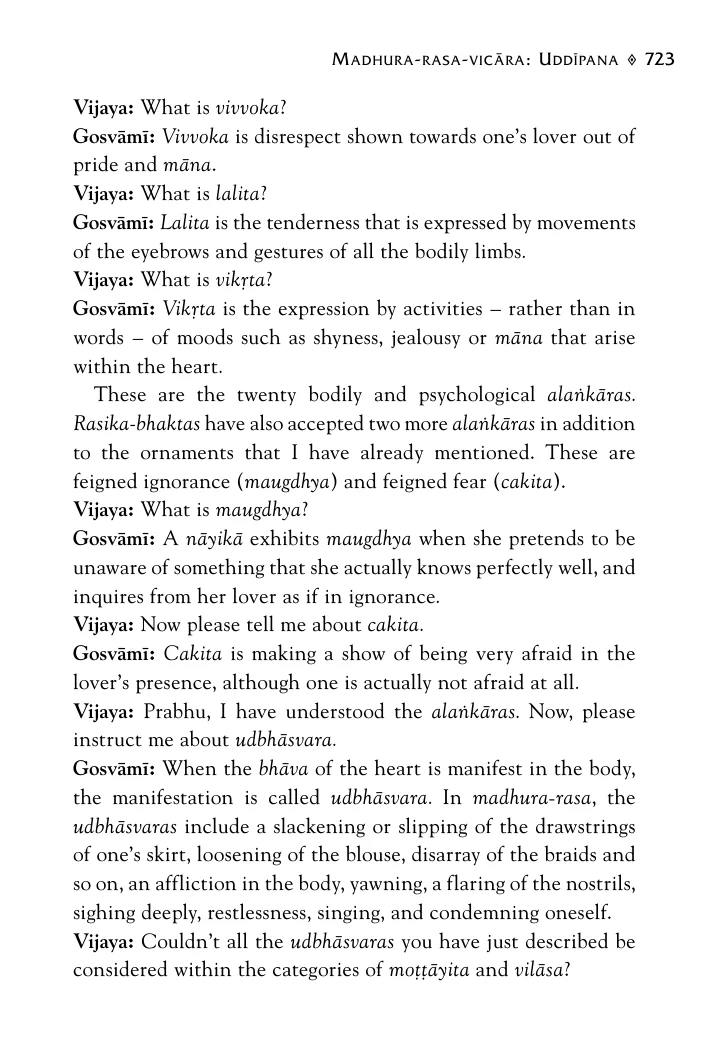 Madhura-rasa-vicāra: Uddīpana ◊ 723
Vijaya: What is vivvoka?
Gosvāmī: Vivvoka is disrespect shown towards one’s lover out of
pride and māna.
Vijaya: What is lalita?
Gosvāmī: Lalita is the tenderness that is expressed by movements
of the eyebrows and gestures of all the bodily limbs.
Vijaya: What is vikṛta?
Gosvāmī: Vikṛta is the expression by activities – rather than in
words – of moods such as shyness, jealousy or māna that arise
within the heart.
These are the twenty bodily and psychological alaṅkāras.
Rasika-bhaktas have also accepted two more alaṅkāras in addition
to the ornaments that I have already mentioned. These are
feigned ignorance (maugdhya) and feigned fear (cakita).
Vijaya: What is maugdhya?
Gosvāmī: A nāyikā exhibits maugdhya when she pretends to be
unaware of something that she actually knows perfectly well, and
inquires from her lover as if in ignorance.
Vijaya: Now please tell me about cakita.
Gosvāmī: Cakita is making a show of being very afraid in the
lover’s presence, although one is actually not afraid at all.
Vijaya: Prabhu, I have understood the alaṅkāras. Now, please
instruct me about udbhāsvara.
Gosvāmī: When the bhāva of the heart is manifest in the body,
the manifestation is called udbhāsvara. In madhura-rasa, the
udbhāsvaras include a slackening or slipping of the drawstrings
of one’s skirt, loosening of the blouse, disarray of the braids and
so on, an affliction in the body, yawning, a flaring of the nostrils,
sighing deeply, restlessness, singing, and condemning oneself.
Vijaya: Couldn’t all the udbhāsvaras you have just described be
considered within the categories of moṭṭāyita and vilāsa?